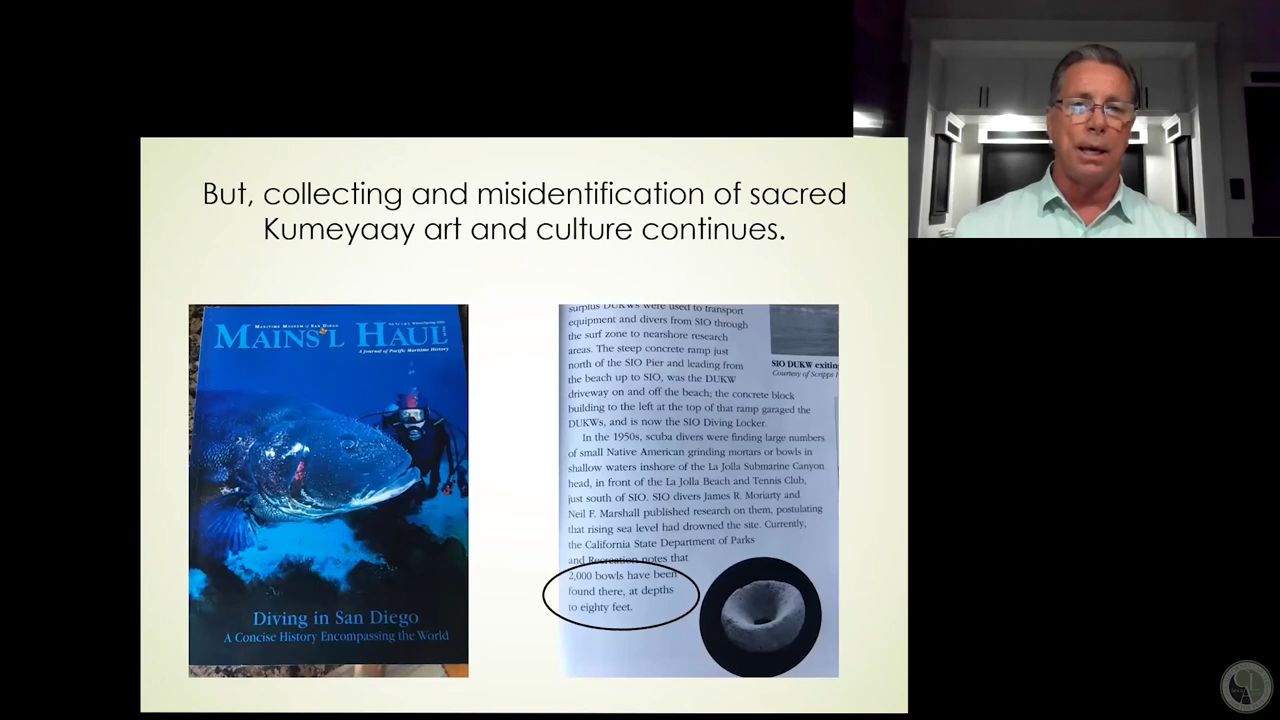 But, collecting and misidentification of sacred
Kumeyaay art and culture continues.
MARITIME MUSEUM of SAN DIEGO
MAINS'L HAUL
A Journal of Pacific Maritime History
Diving in San Diego
A Concise History Encompassing the World
surplus DUKWs were used to transport
equipment and divers from SIO through
the surf zone to nearshore research
areas. The steep concrete ramp just
north of the SIO Pier and leading from
the beach up to SIO, was the DUKW
driveway on and off the beach; the concrete block
building to the left at the top of that ramp garaged the
DUKWs, and is now the SIO Diving Locker.
In the 1950s, scuba divers were finding large numbers
of small Native American grinding mortars or bowls in
shallow waters inshore of the La Jolla Submarine Canyon
head, in front of the La Jolla Beach and Tennis Club,
just south of SIO. SIO divers James R. Moriarty and
Neil F. Marshall published research on them, postulating
that rising sea level had drowned the site. Currently,
the California State Department of Parks
and Recreation notes that
2,000 bowls have been
found there, at depths
to eighty feet.
SIO DUKW exiting
Courtesy of Scripps